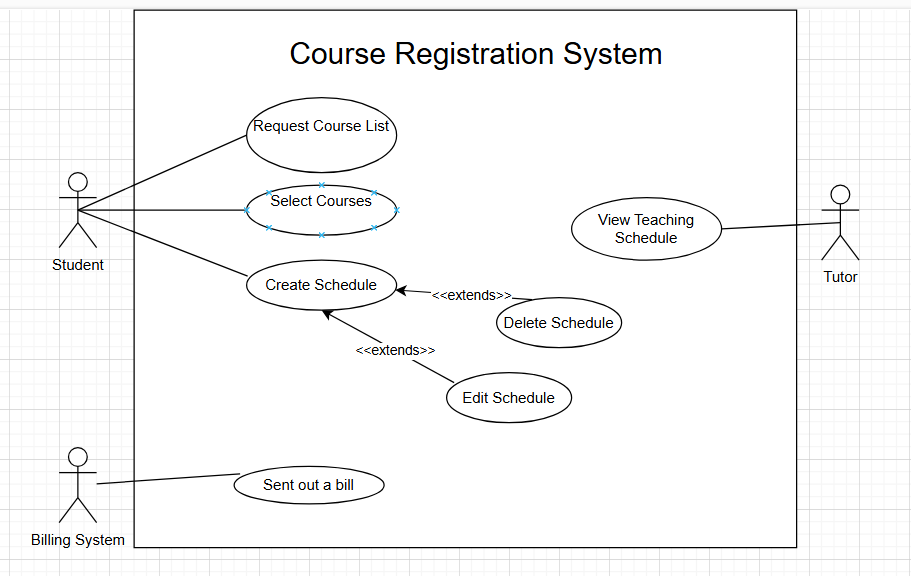 Course Registration System
Request Course List
Select Courses
View Teaching
Schedule
Student
Tutor
Create Schedule
<<extends>>
Delete Schedule
<<extends>>
Edit Schedule
Sent out a bill
Billing System